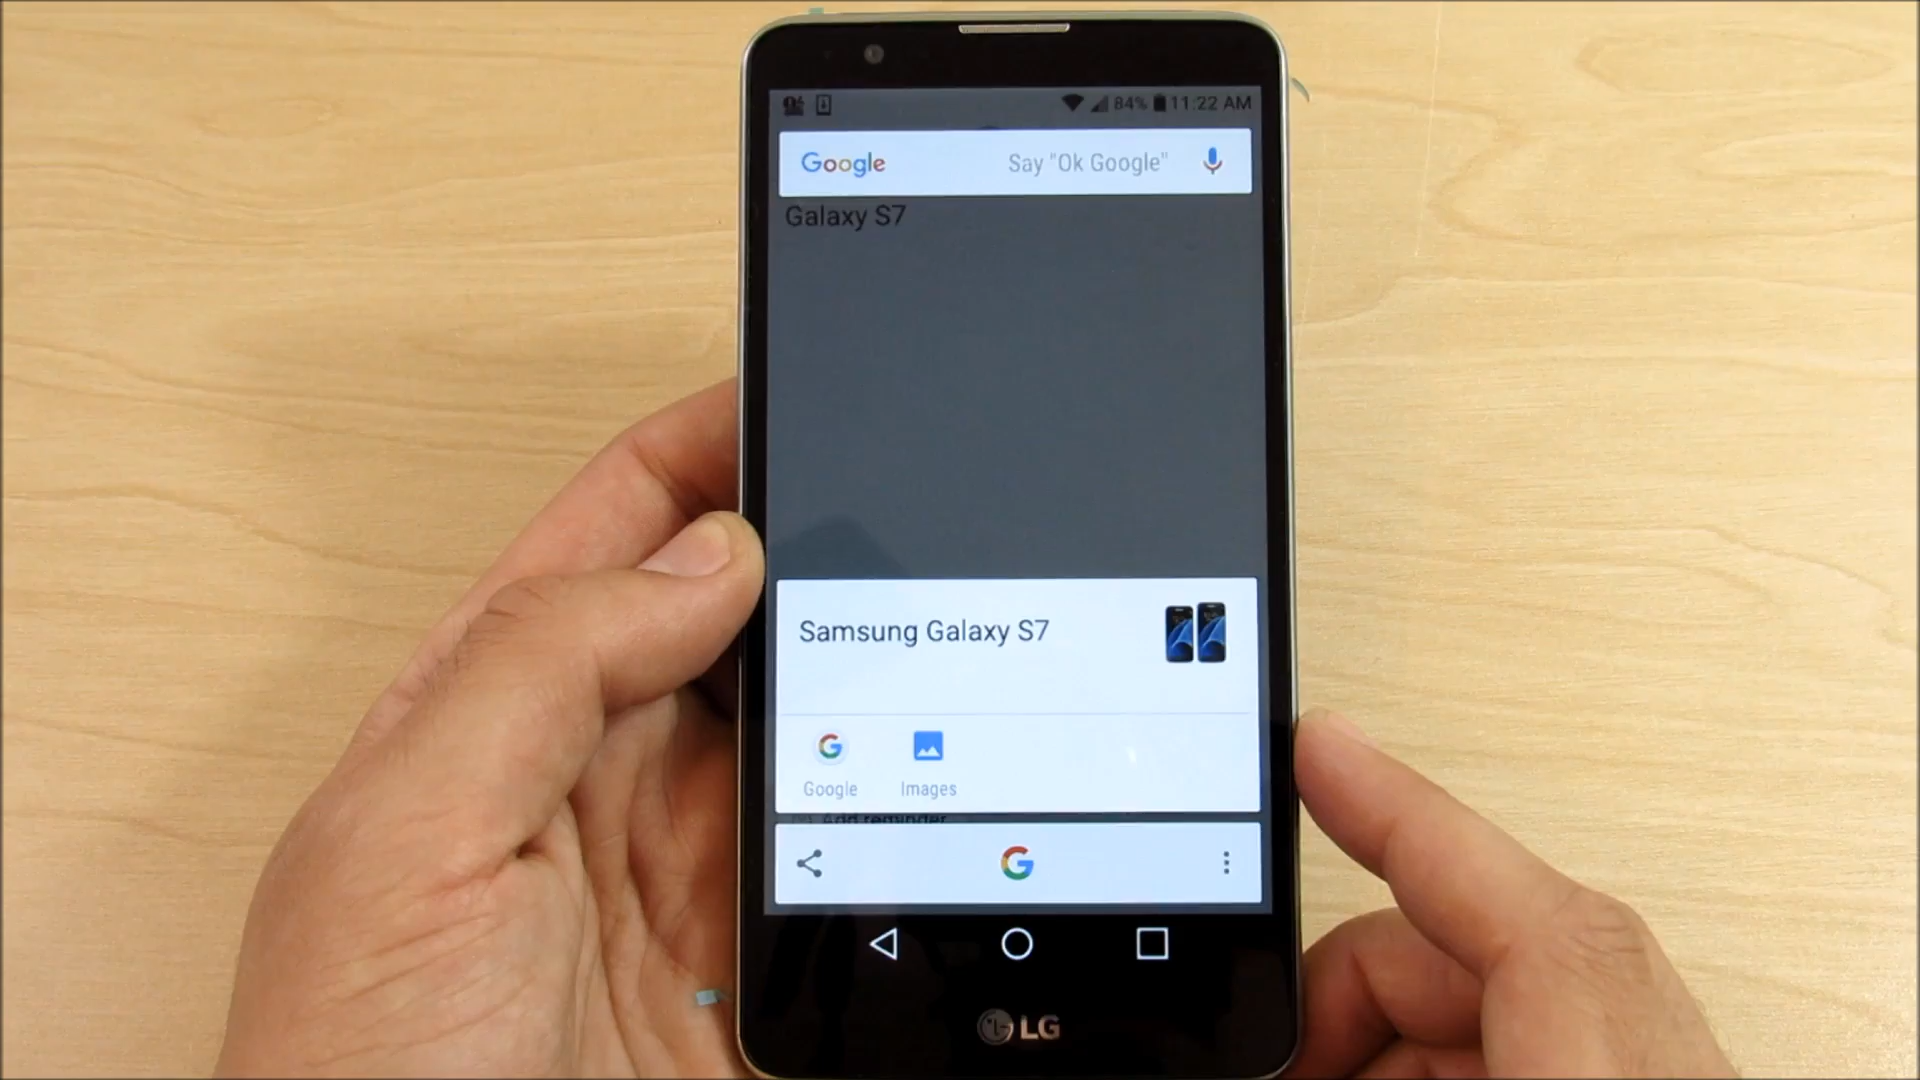 84% 11:22 AM
Google Say "Ok Google"
Galaxy S7
Samsung Galaxy S7
Google Images
Add reminder
LG